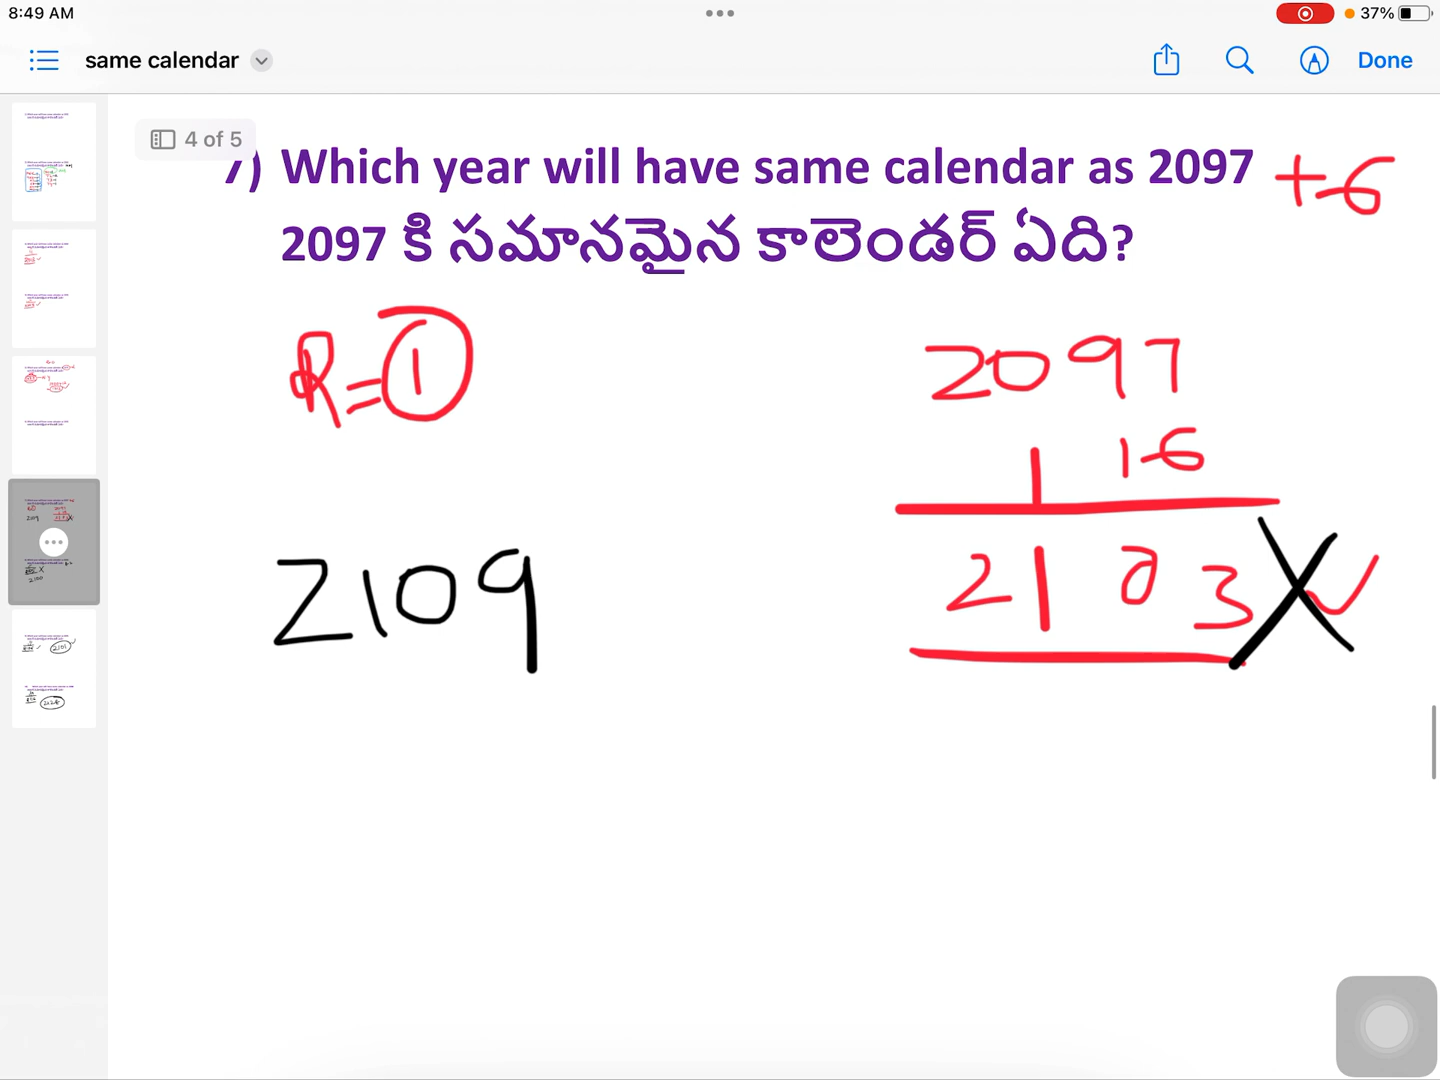 8:49 AM
37%
same calendar
Done
4 of 5
7) Which year will have same calendar as 2097 +6
2097 కి సమానమైన కాలెండర్ ఏది?
R=1
2097
1 16
2103
2109